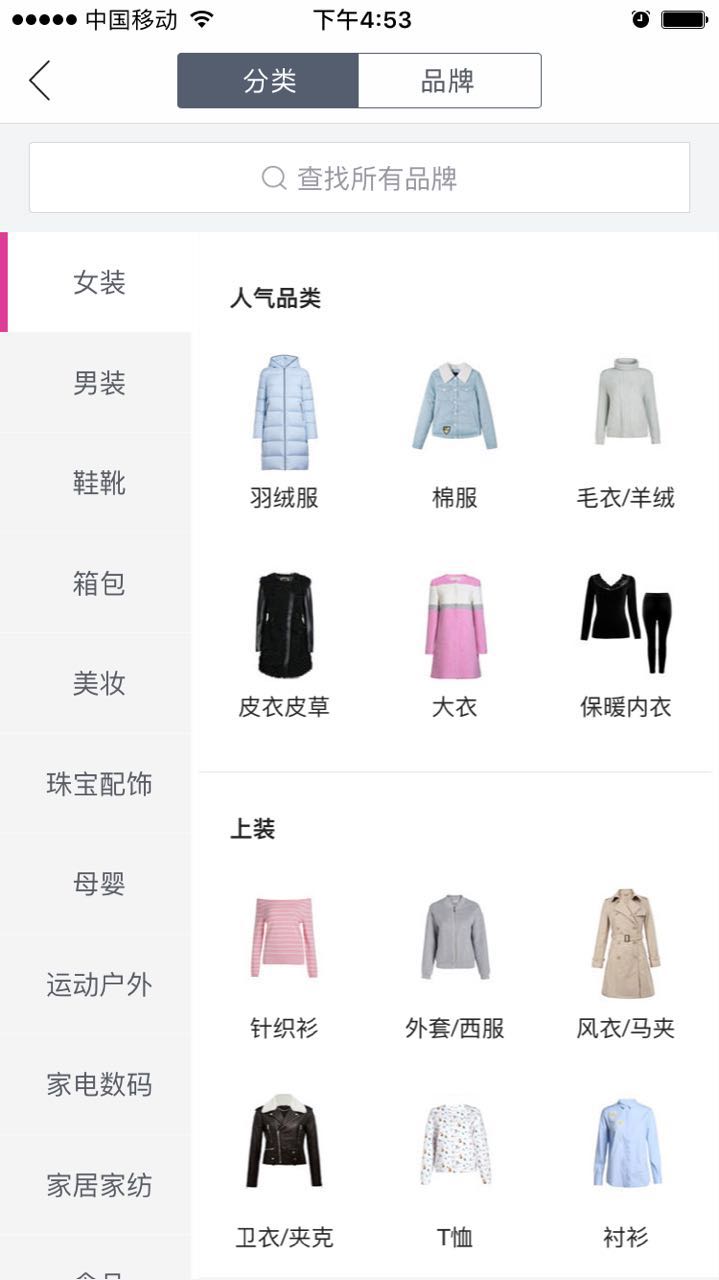 中国移动 下午4:53
分类 品牌
查找所有品牌
女装
男装
鞋靴
箱包
美妆
珠宝配饰
母婴
运动户外
家电数码
家居家纺
人气品类
羽绒服 棉服 毛衣/羊绒
皮衣皮草 大衣 保暖内衣
上装
针织衫 外套/西服 风衣/马夹
卫衣/夹克 T恤 衬衫